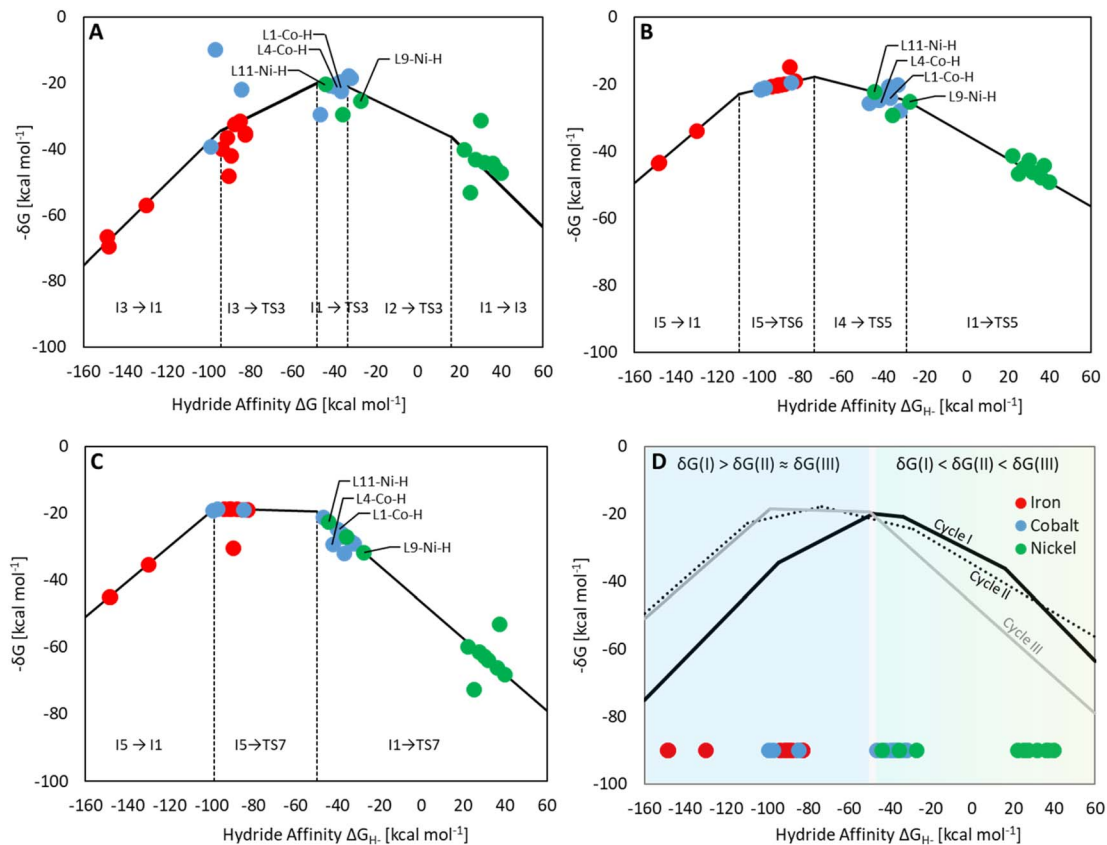 A
L1-Co-H
L4-Co-H
L11-Ni-H
L9-Ni-H
0
-20
-40
-60
-80
-100
-δG [kcal mol-1]
I3 → I1
I3 → TS3
I1 → TS3
I2 → TS3
I1 → I3
-160 -140 -120 -100 -80 -60 -40 -20 0 20 40 60
Hydride Affinity ΔG [kcal mol-1]
B
L11-Ni-H
L4-Co-H
L1-Co-H
L9-Ni-H
0
-20
-40
-60
-80
-100
-δG [kcal mol-1]
I5 → I1
I5→TS6
I4 → TS5
I1→TS5
-160 -140 -120 -100 -80 -60 -40 -20 0 20 40 60
Hydride Affinity ΔGH- [kcal mol-1]
C
L11-Ni-H
L4-Co-H
L1-Co-H
L9-Ni-H
0
-20
-40
-60
-80
-100
-δG [kcal mol-1]
I5 → I1
I5→TS7
I1→TS7
-160 -140 -120 -100 -80 -60 -40 -20 0 20 40 60
Hydride Affinity ΔGH- [kcal mol-1]
D
δG(I) > δG(II) ≈ δG(III)
δG(I) < δG(II) < δG(III)
Iron
Cobalt
Nickel
Cycle I
Cycle II
Cycle III
0
-20
-40
-60
-80
-100
-δG [kcal mol-1]
-160 -140 -120 -100 -80 -60 -40 -20 0 20 40 60
Hydride Affinity ΔGH- [kcal mol-1]